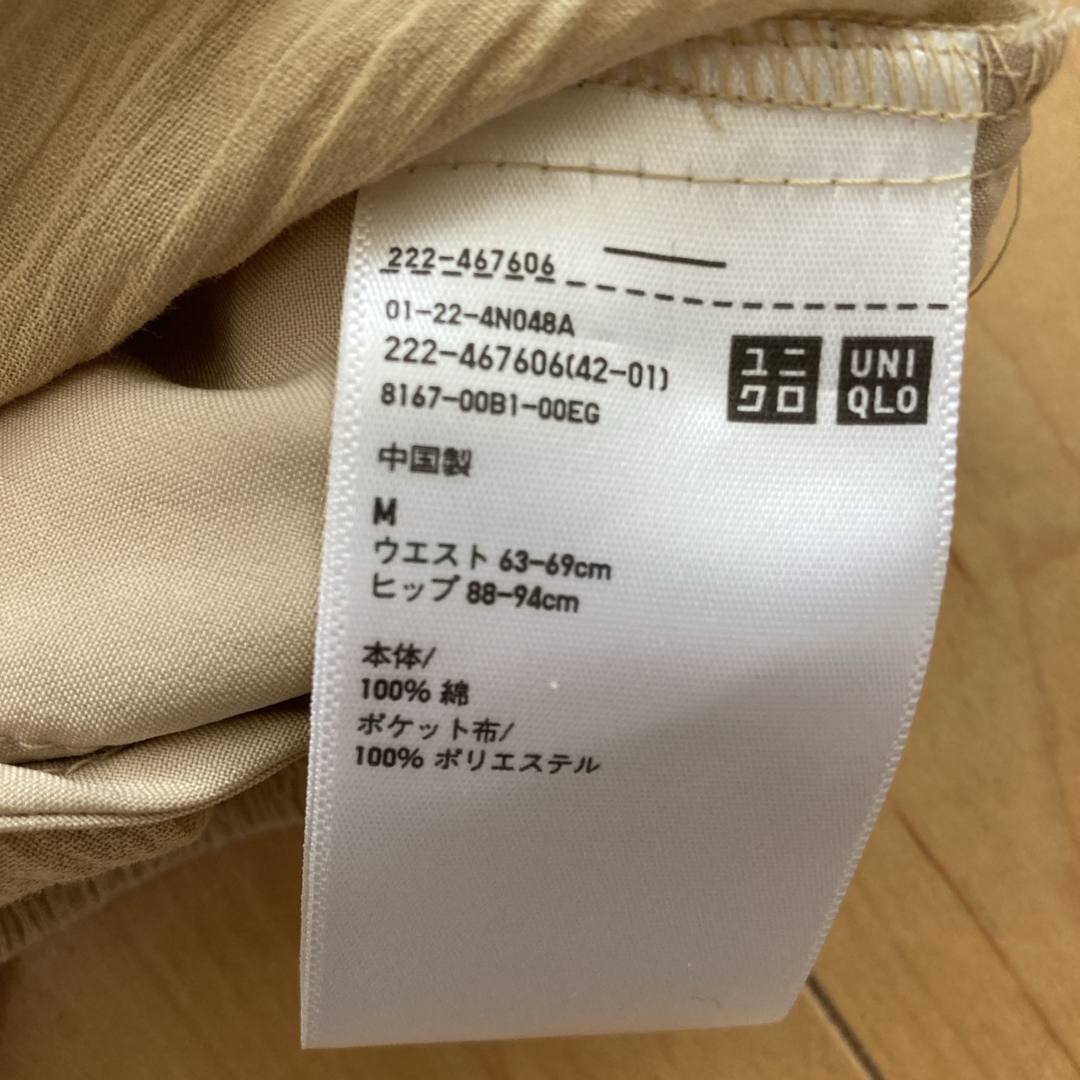 222-467606
01-22-4N048A
222-467606(42-01)
8167-00B1-00EG
ユニ
クロ
UNI
QLO
中国製
M
ウエスト 63-69cm
ヒップ 88-94cm
本体/
100% 綿
ポケット布/
100% ポリエステル